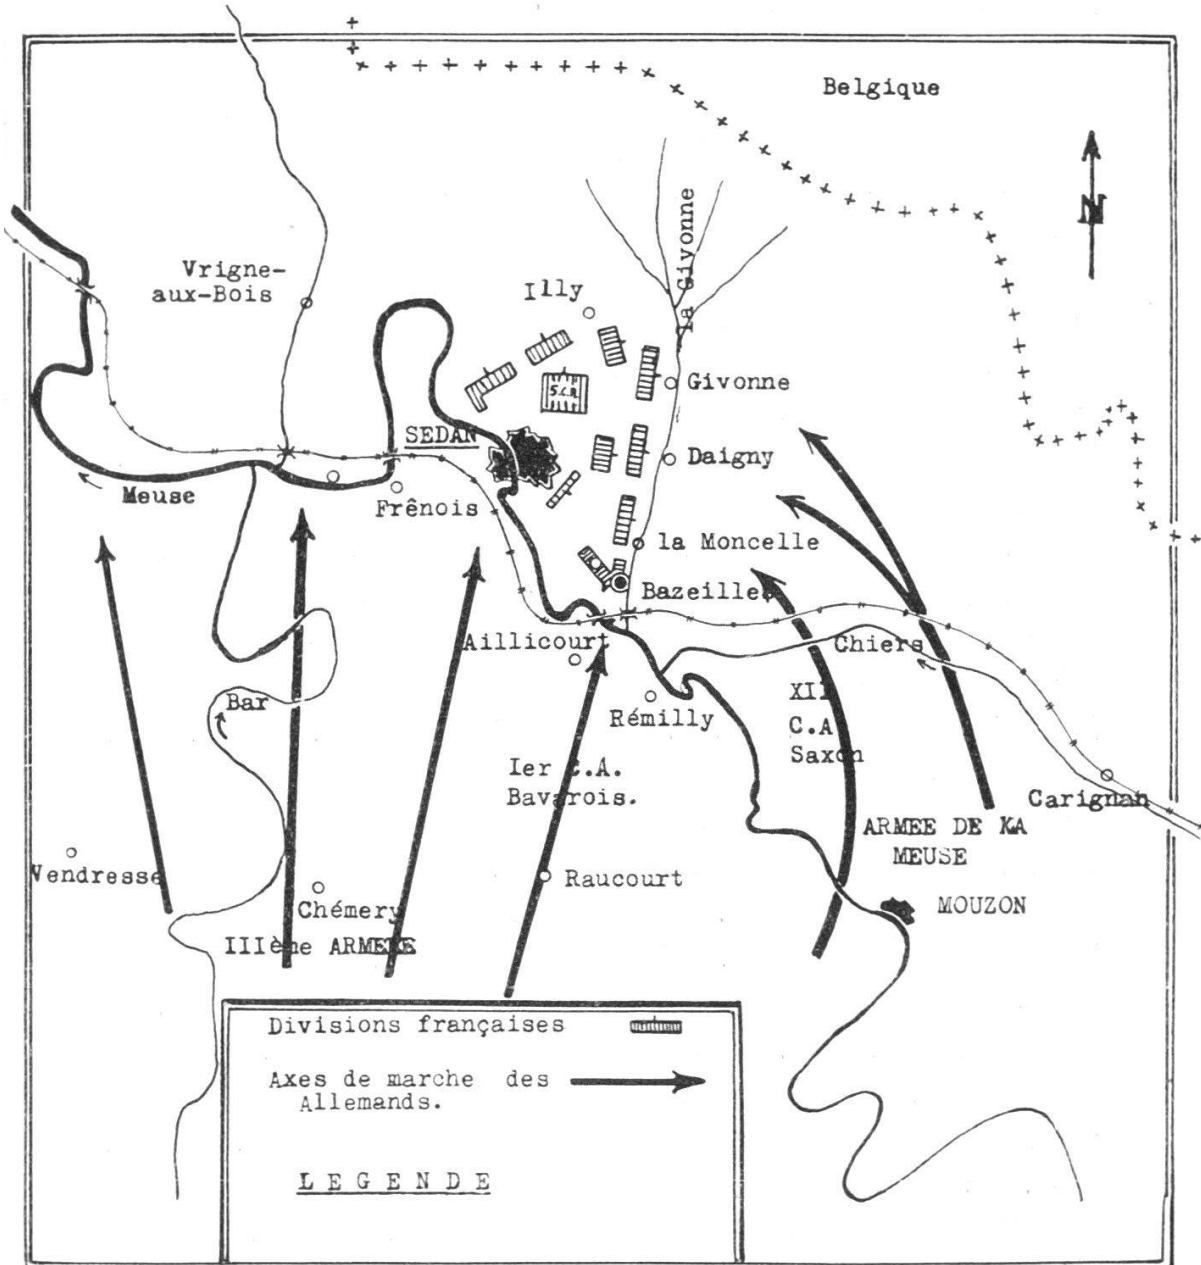 Belgique
N
la Givonne
Vrigne-
aux-Bois
Illy
Givonne
5.C.R.
SEDAN
Daigny
Meuse
Frênois
la Moncelle
Bazeilles
Aillicourt
Chiers
Bar
Rémilly
XII
C.A
Saxon
Ier C.A.
Bavarois.
Carignan
ARMEE DE KA
MEUSE
Vendresse
Raucourt
Chémery
MOUZON
IIIème ARMEE
Divisions françaises
Axes de marche des
Allemands.
LEGENDE